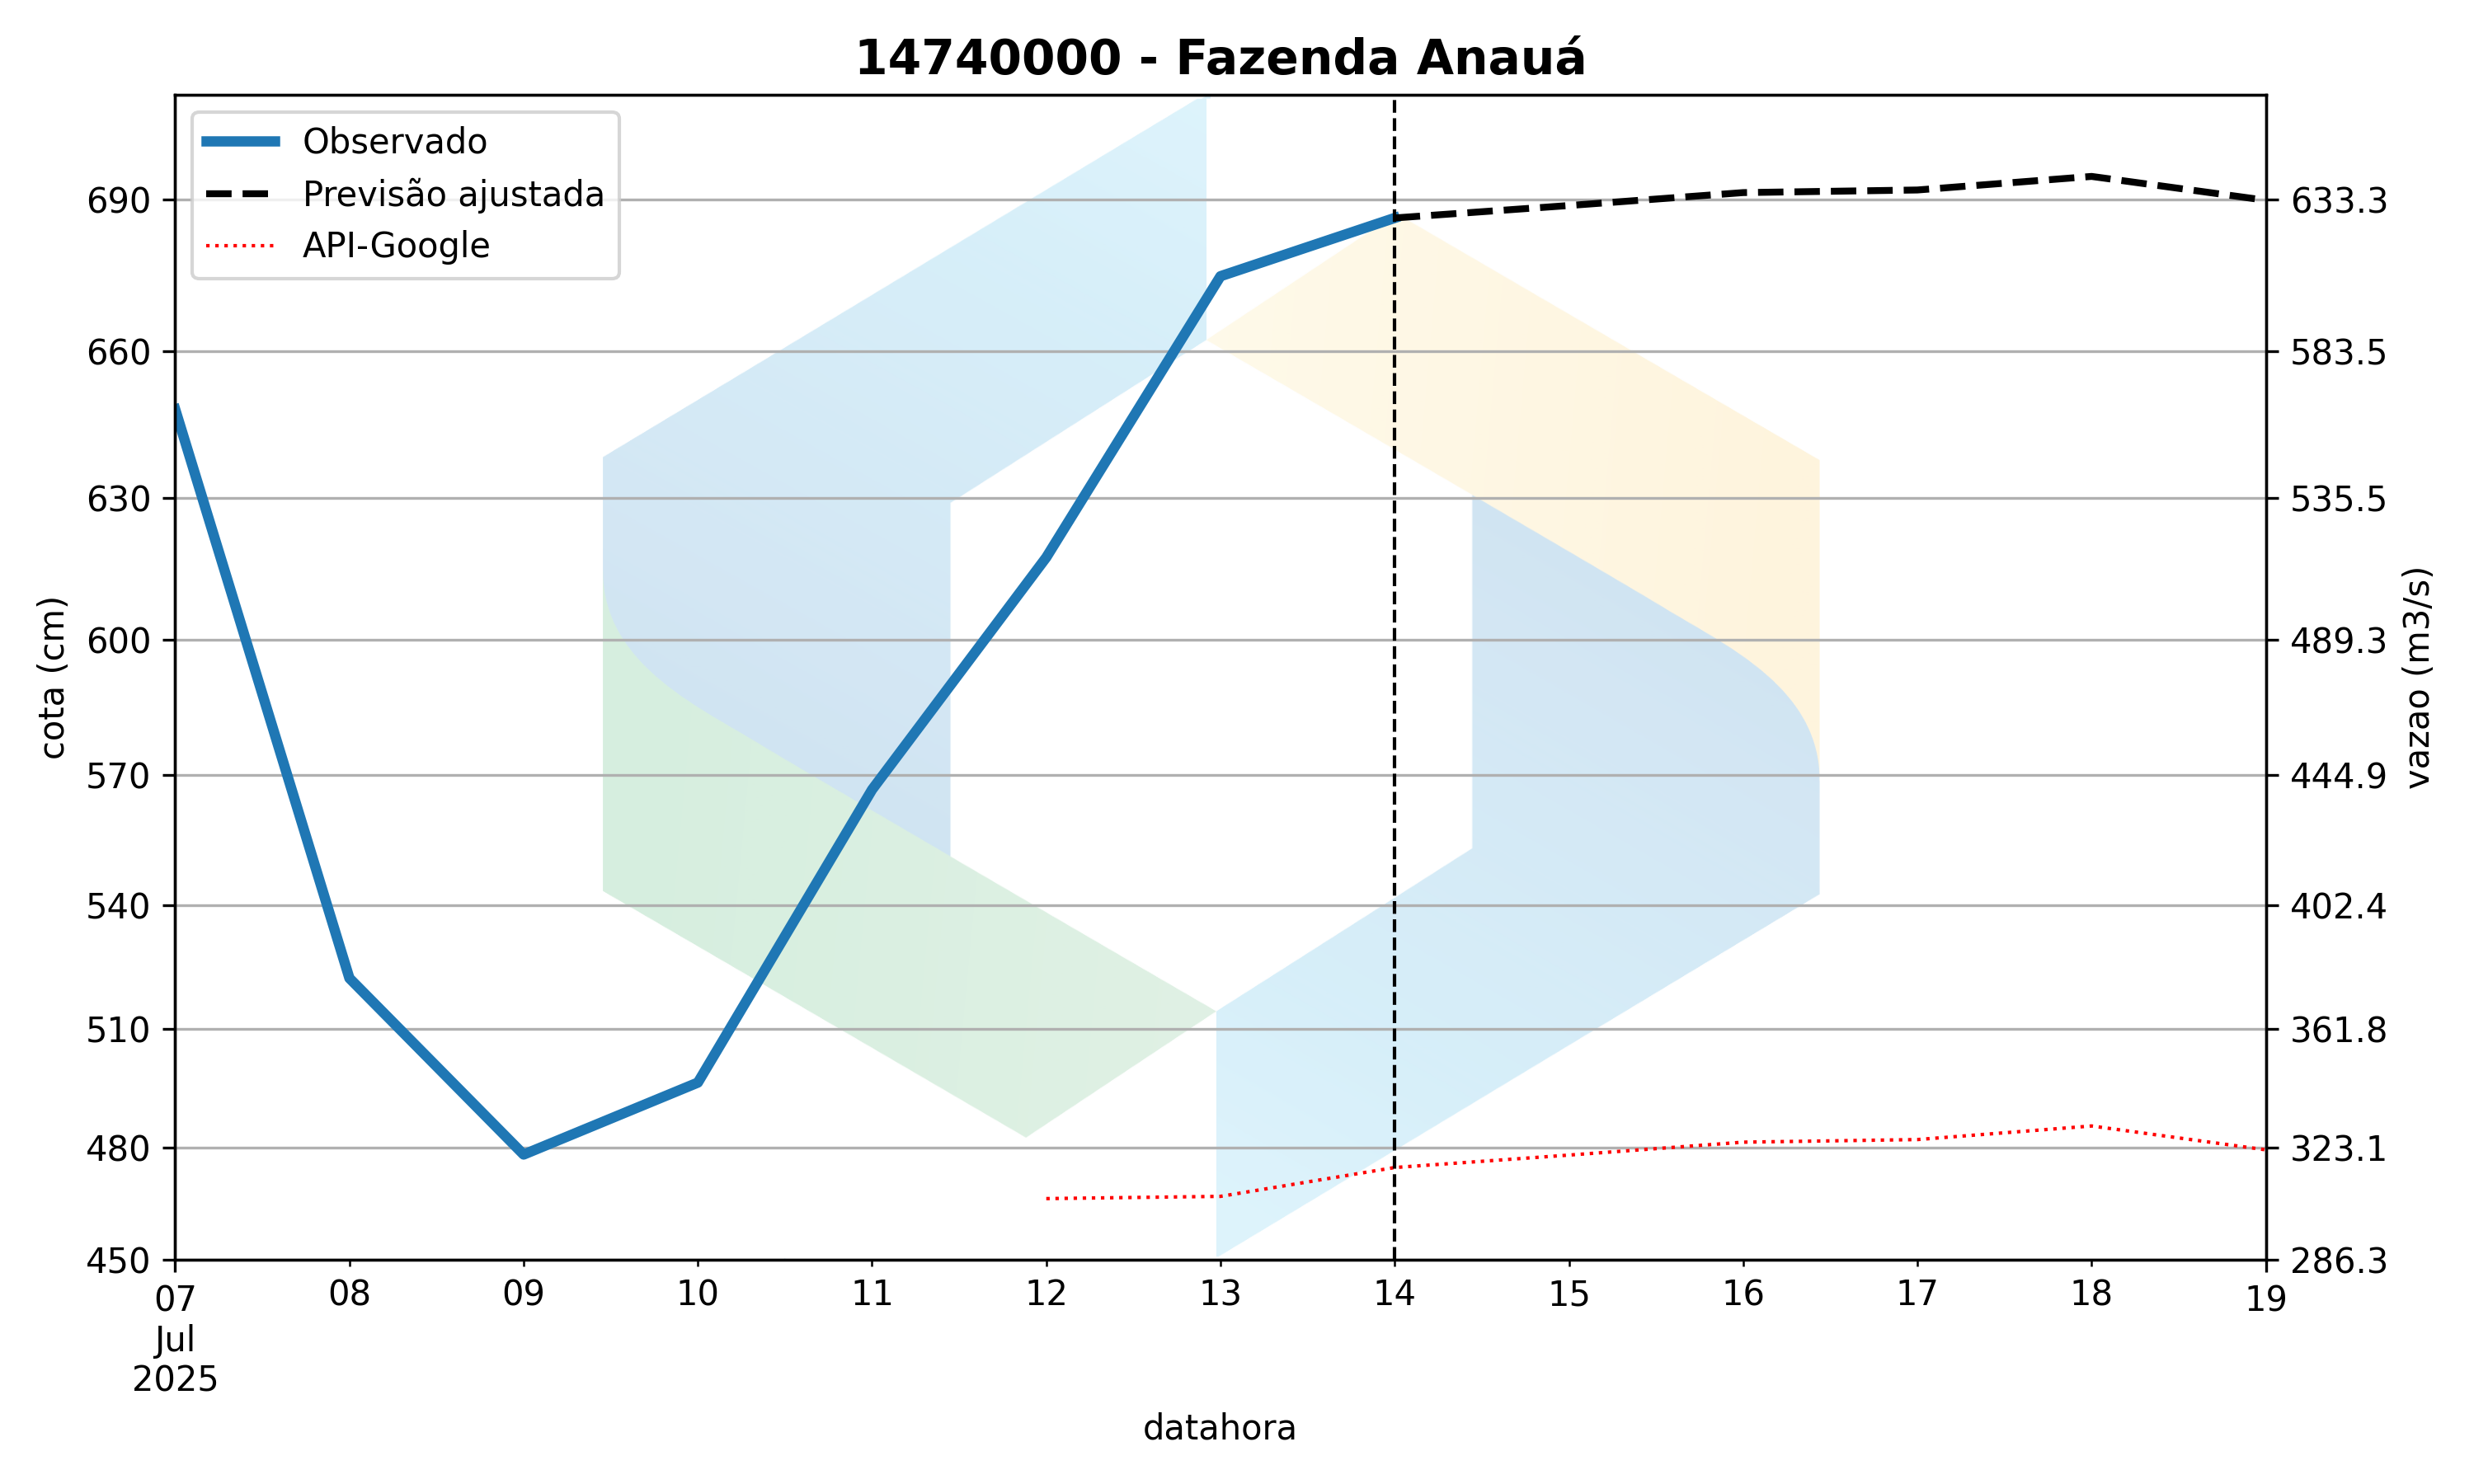 14740000 - Fazenda Anauá
Observado
Previsão ajustada
API-Google
cota (cm)
690
660
630
600
570
540
510
480
450
633.3
583.5
535.5
489.3
444.9
402.4
361.8
323.1
286.3
vazao (m3/s)
07 08 09 10 11 12 13 14 15 16 17 18 19
Jul
2025
datahora